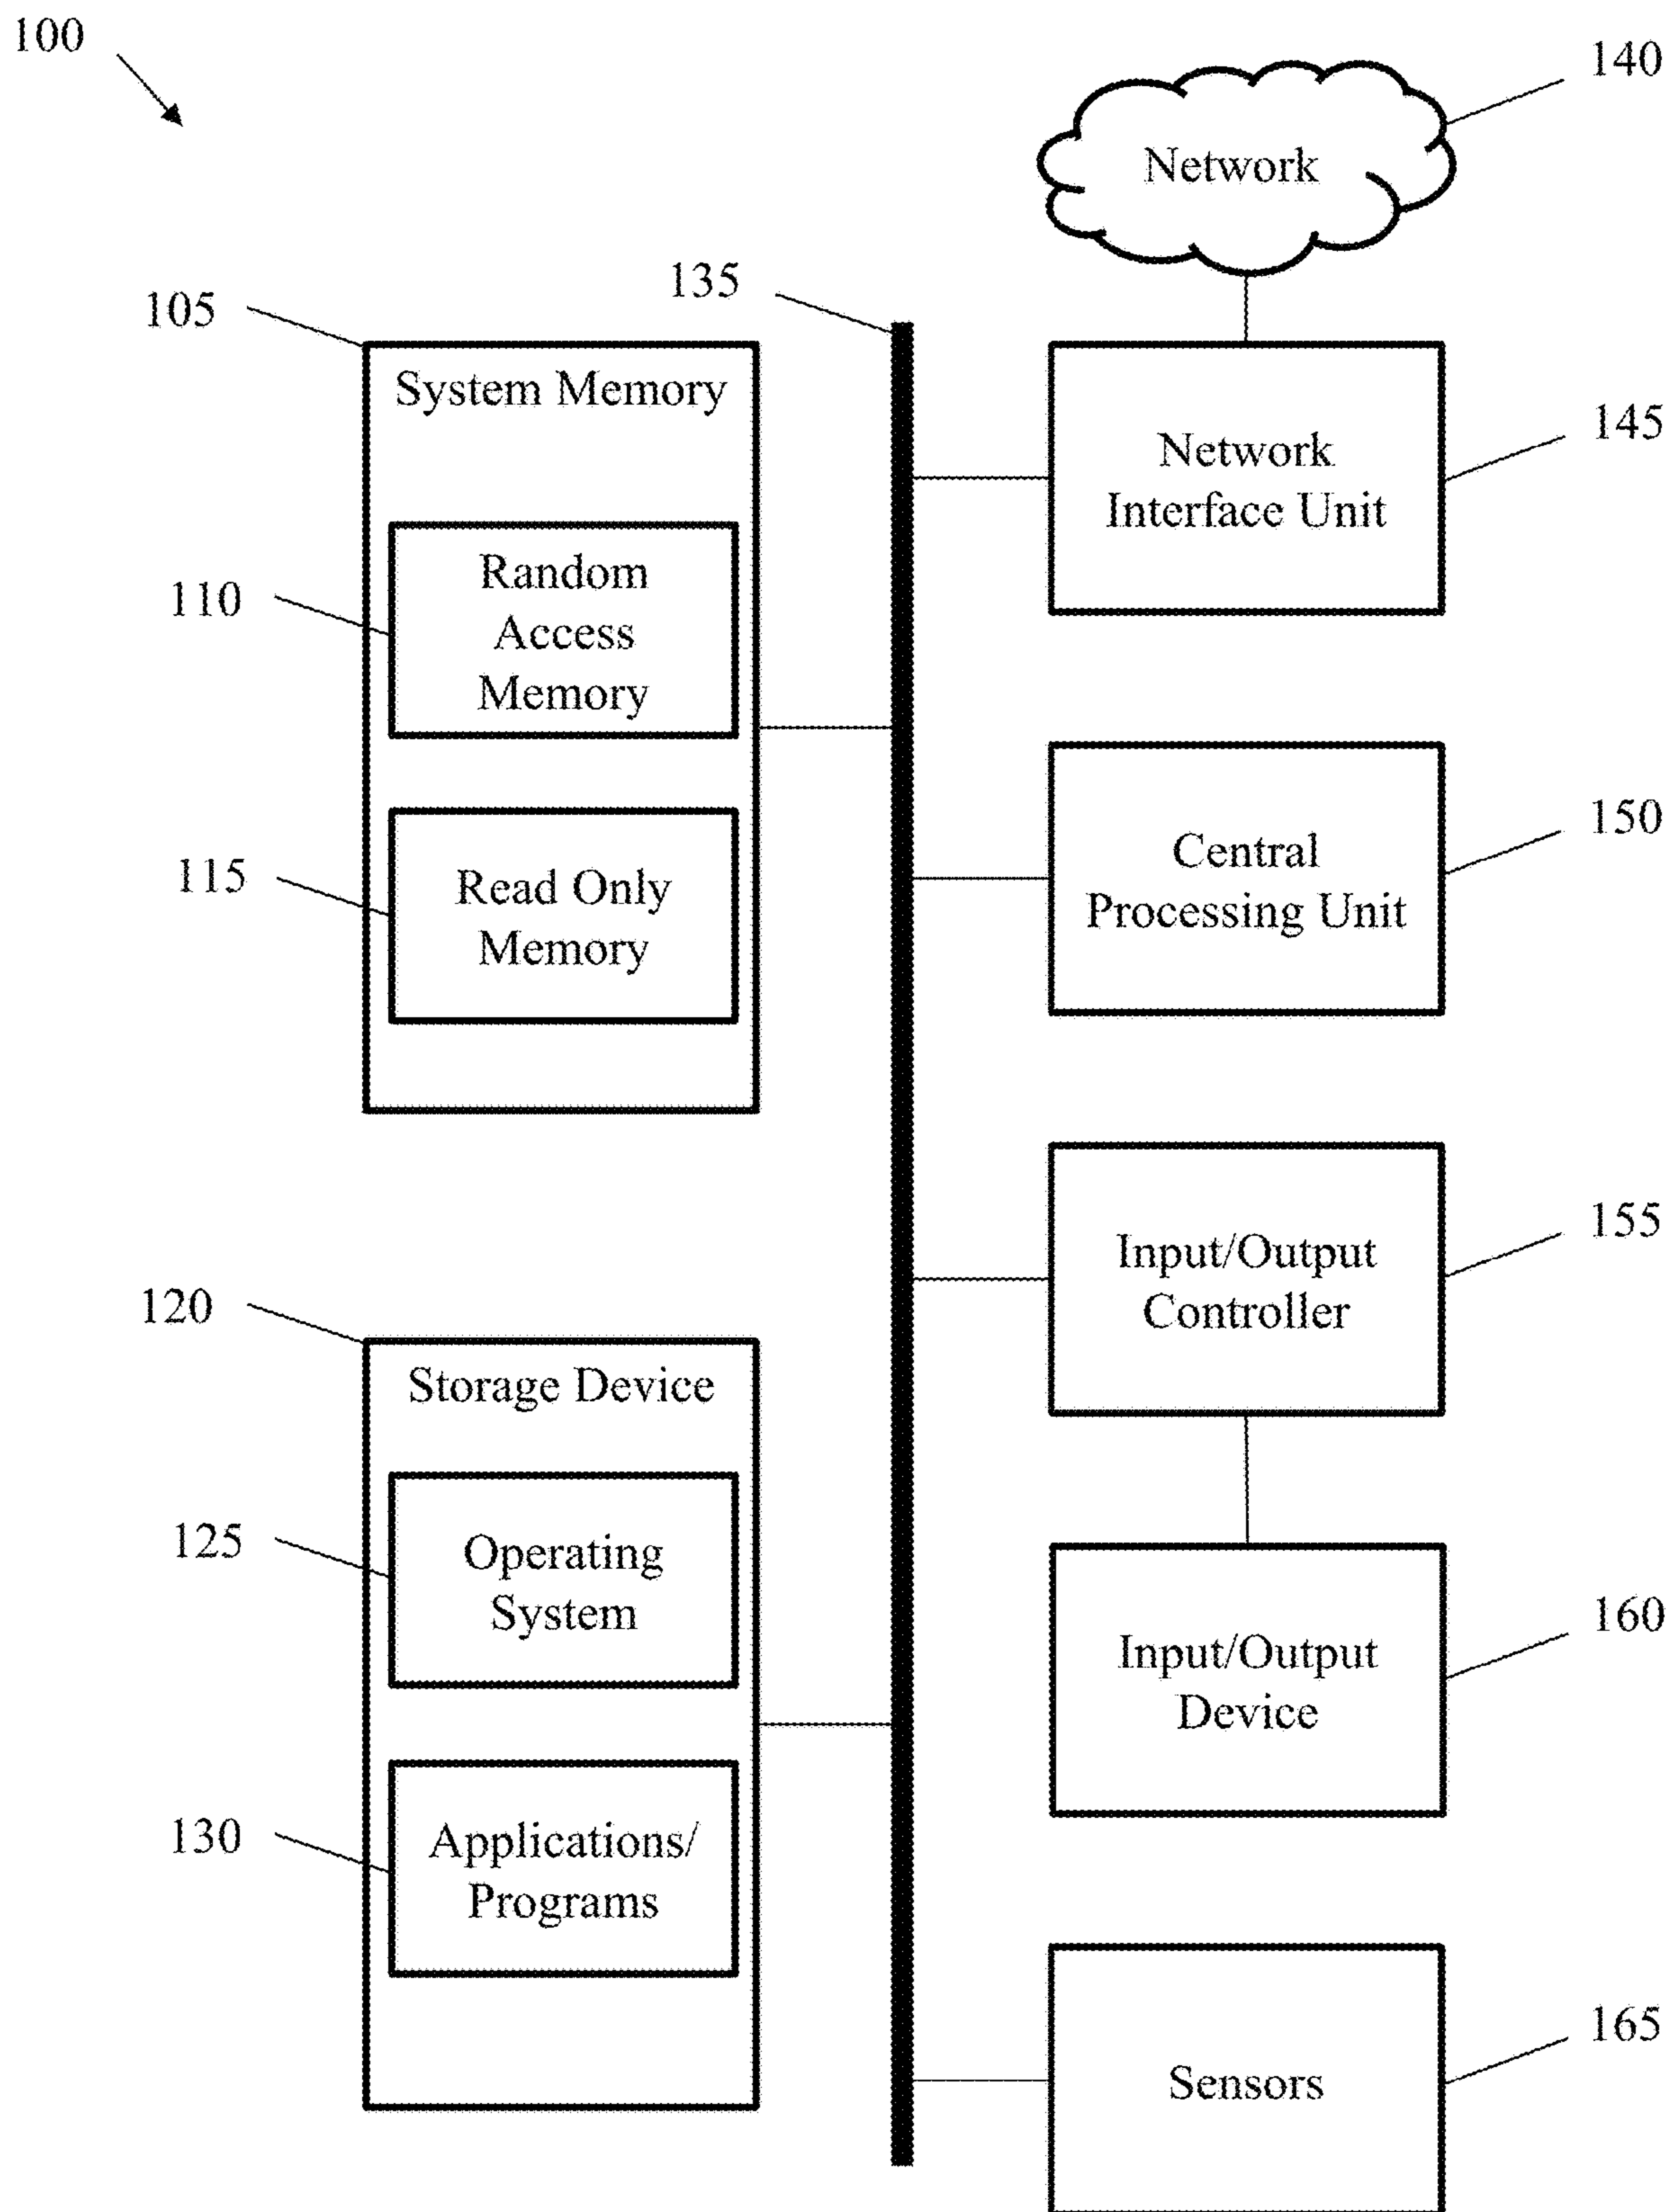 100
140
Network
135
105
System Memory
145
Network
Interface Unit
110
Random
Access
Memory
150
Central
Processing Unit
115
Read Only
Memory
155
Input/Output
Controller
120
Storage Device
125
Operating
System
160
Input/Output
Device
130
Applications/
Programs
165
Sensors